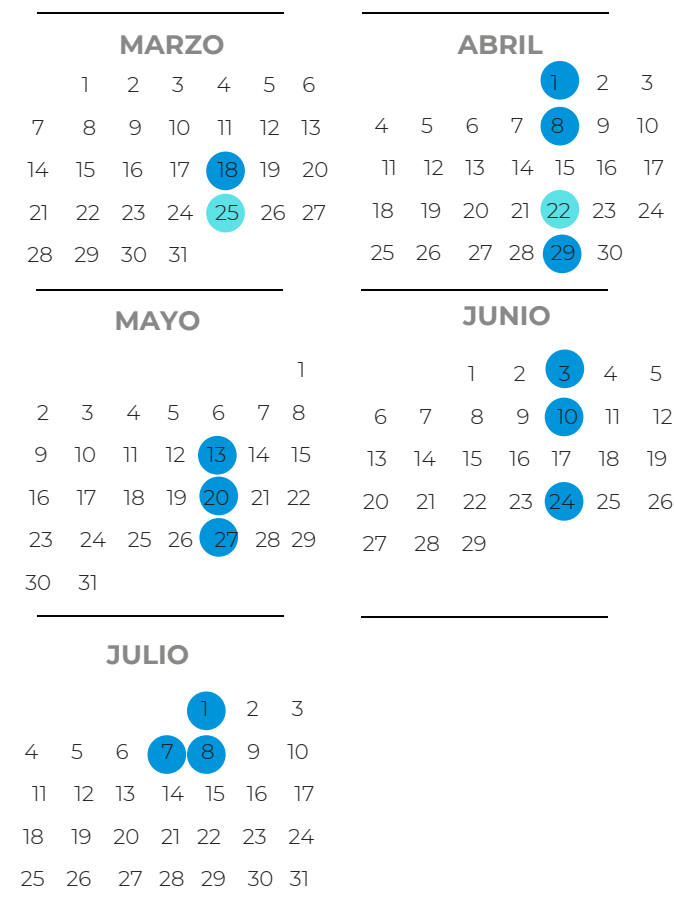 MARZO
1 2 3 4 5 6
7 8 9 10 11 12 13
14 15 16 17 18 19 20
21 22 23 24 25 26 27
28 29 30 31
ABRIL
1 2 3
4 5 6 7 8 9 10
11 12 13 14 15 16 17
18 19 20 21 22 23 24
25 26 27 28 29 30
MAYO
1
2 3 4 5 6 7 8
9 10 11 12 13 14 15
16 17 18 19 20 21 22
23 24 25 26 27 28 29
30 31
JUNIO
1 2 3 4 5
6 7 8 9 10 11 12
13 14 15 16 17 18 19
20 21 22 23 24 25 26
27 28 29
JULIO
1 2 3
4 5 6 7 8 9 10
11 12 13 14 15 16 17
18 19 20 21 22 23 24
25 26 27 28 29 30 31